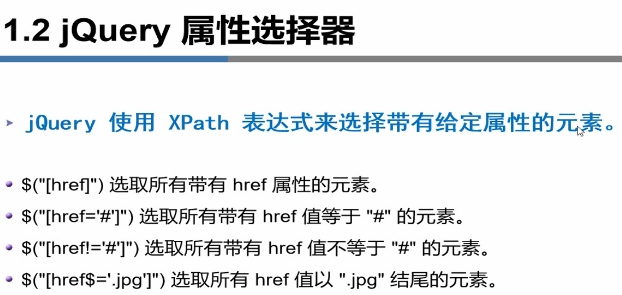 1.2 jQuery 属性选择器
jQuery 使用 XPath 表达式来选择带有给定属性的元素。
$("[href]") 选取所有带有 href 属性的元素。
$("[href='#']") 选取所有带有 href 值等于 "#" 的元素。
$("[href!='#']") 选取所有带有 href 值不等于 "#" 的元素。
$("[href$='.jpg']") 选取所有 href 值以 ".jpg" 结尾的元素。